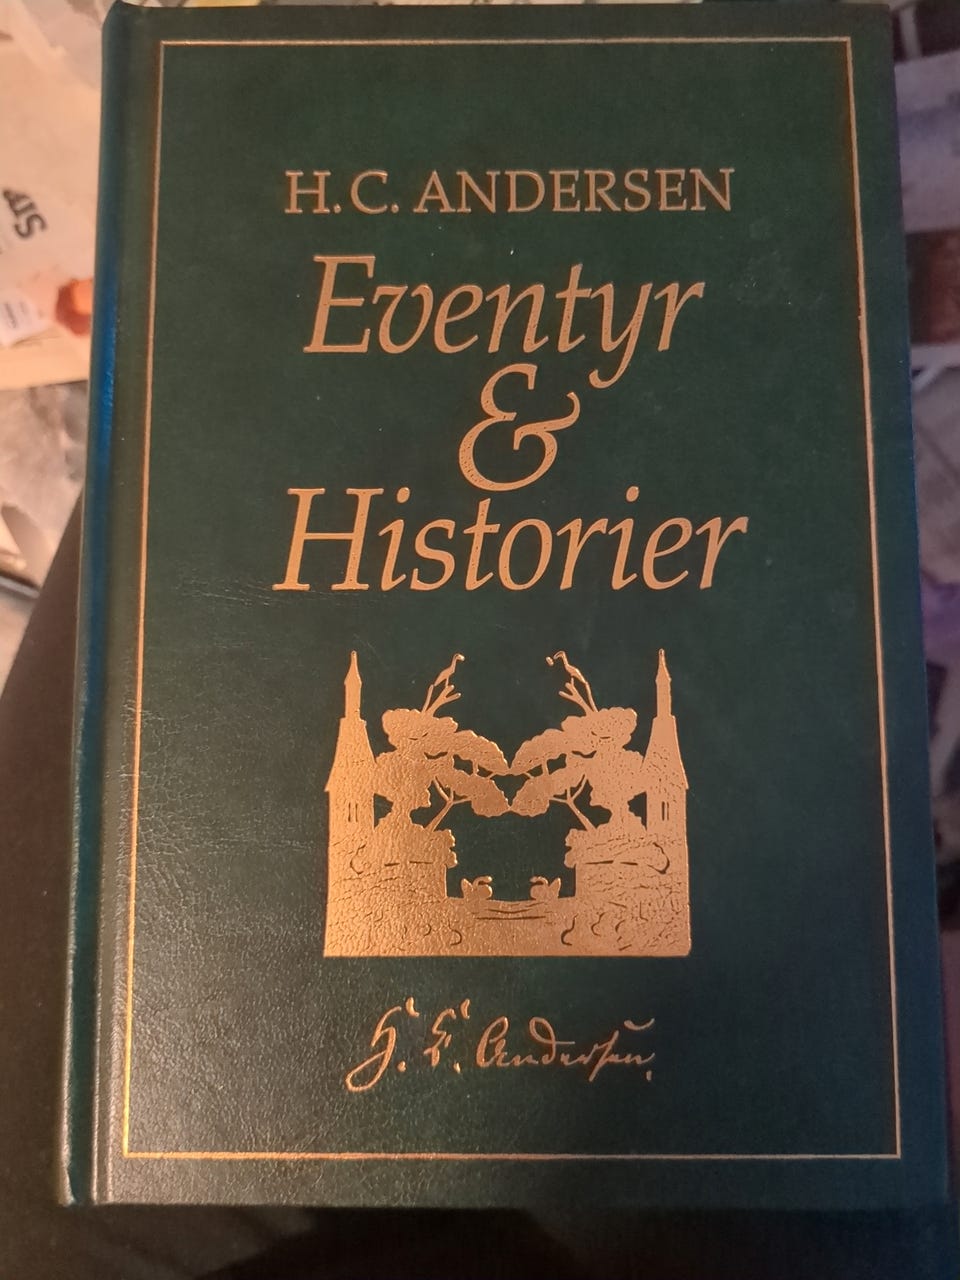 H. C. ANDERSEN
Eventyr
&
Historier
H. C. Andersen.